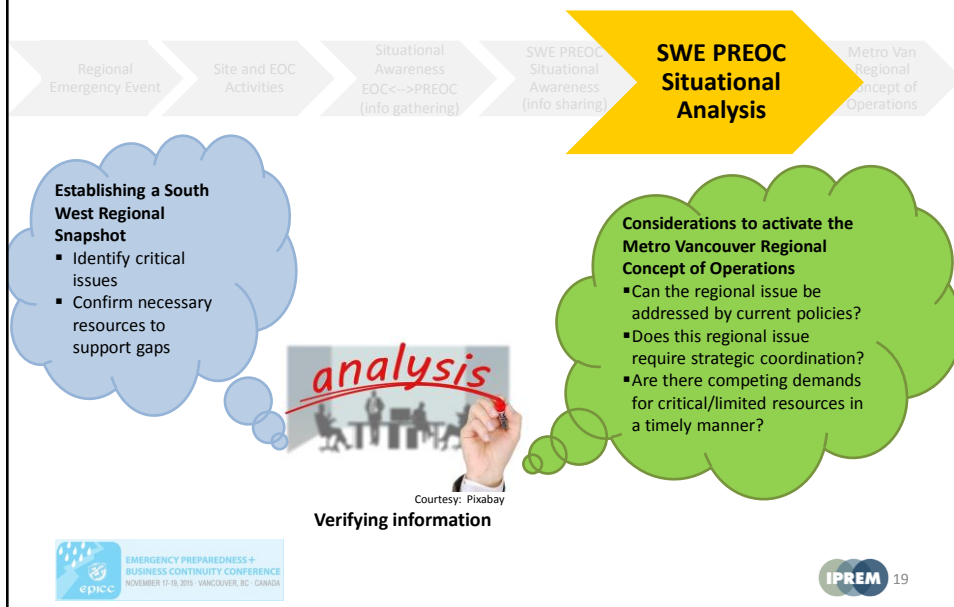 Regional
Emergency Event
Site and EOC
Activities
Situational
Awareness
EOC<-->PREOC
(info gathering)
SWE PREOC
Situational
Awareness
(info sharing)
SWE PREOC
Situational
Analysis
Metro Van
Regional
Concept of
Operations
Establishing a South
West Regional
Snapshot
▪ Identify critical
issues
▪ Confirm necessary
resources to
support gaps
analysis
Courtesy: Pixabay
Verifying information
Considerations to activate the
Metro Vancouver Regional
Concept of Operations
▪Can the regional issue be
addressed by current policies?
▪Does this regional issue
require strategic coordination?
▪Are there competing demands
for critical/limited resources in
a timely manner?
epicc
EMERGENCY PREPAREDNESS +
BUSINESS CONTINUITY CONFERENCE
NOVEMBER 17-19, 2015 · VANCOUVER, BC · CANADA
IPREM 19